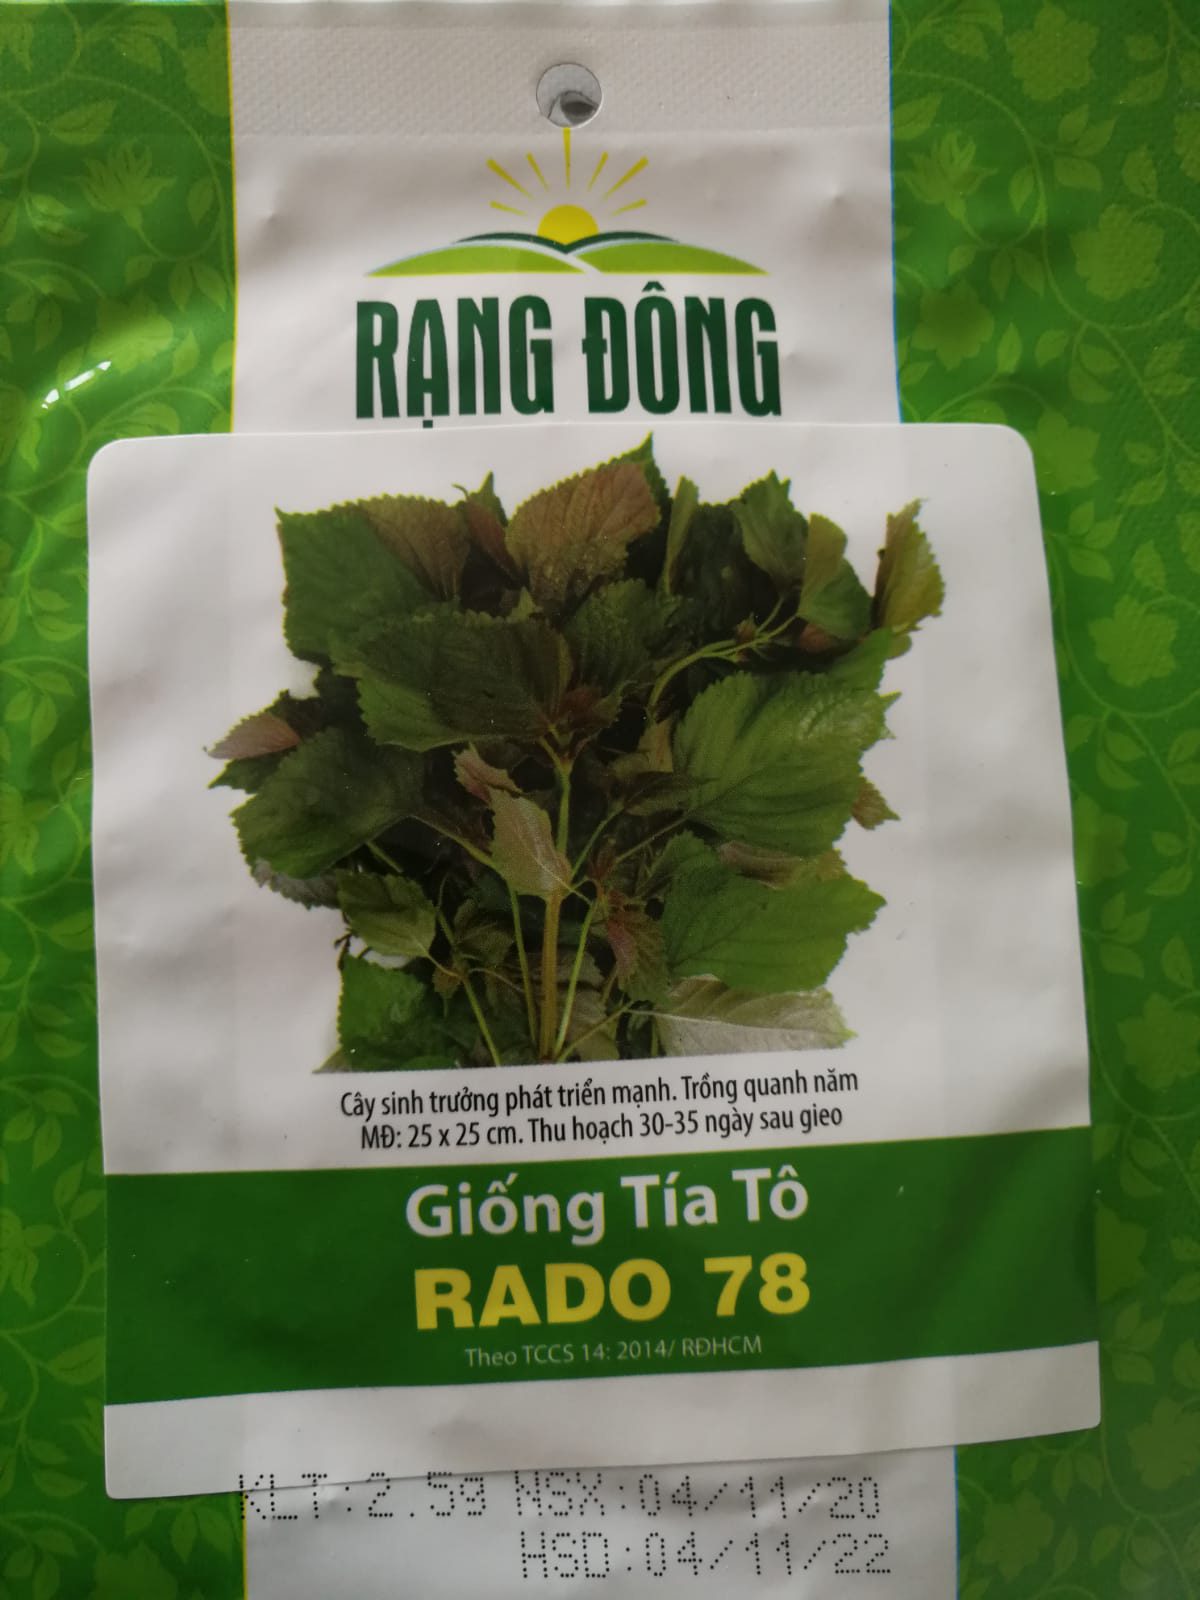 RẠNG ĐÔNG
Cây sinh trưởng phát triển mạnh. Trồng quanh năm
MĐ: 25 x 25 cm. Thu hoạch 30-35 ngày sau gieo
Giống Tía Tô
RADO 78
Theo TCCS 14: 2014/ RĐHCM
KLT:2.5g NSX:04/11/20
HSD:04/11/22